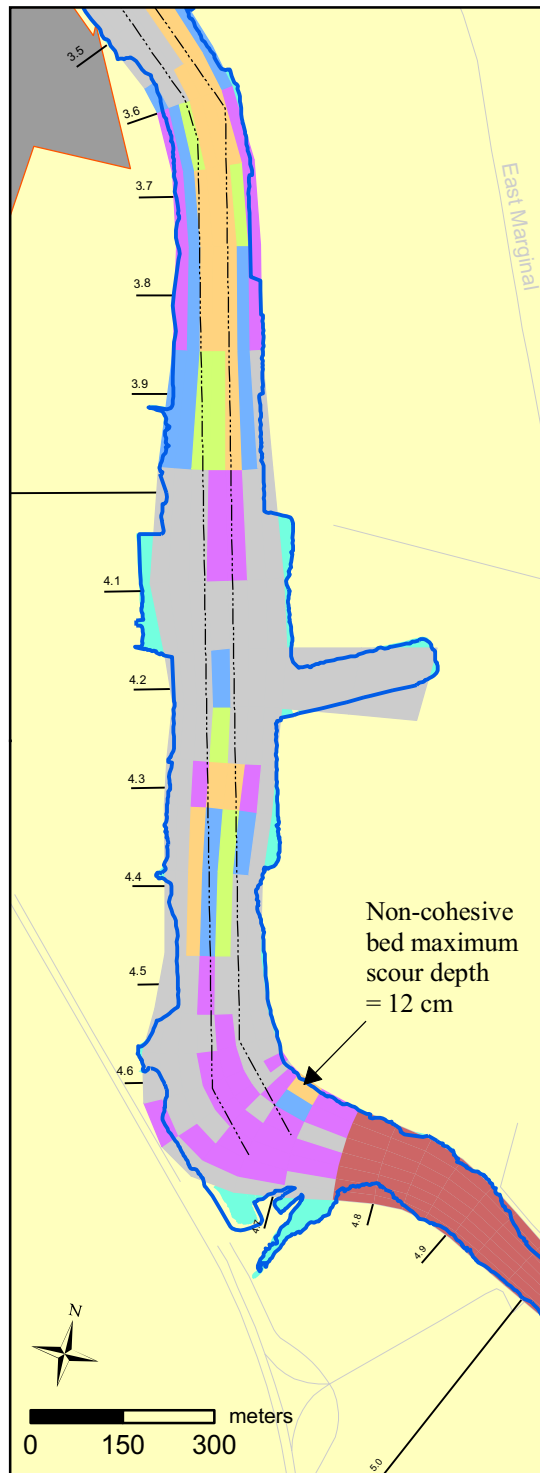 3.5
3.6
East Marginal
3.7
3.8
3.9
4.1
4.2
4.3
4.4
Non-cohesive
bed maximum
scour depth
= 12 cm
4.5
4.6
4.7
4.8
4.9
N
meters
0 150 300
5.0